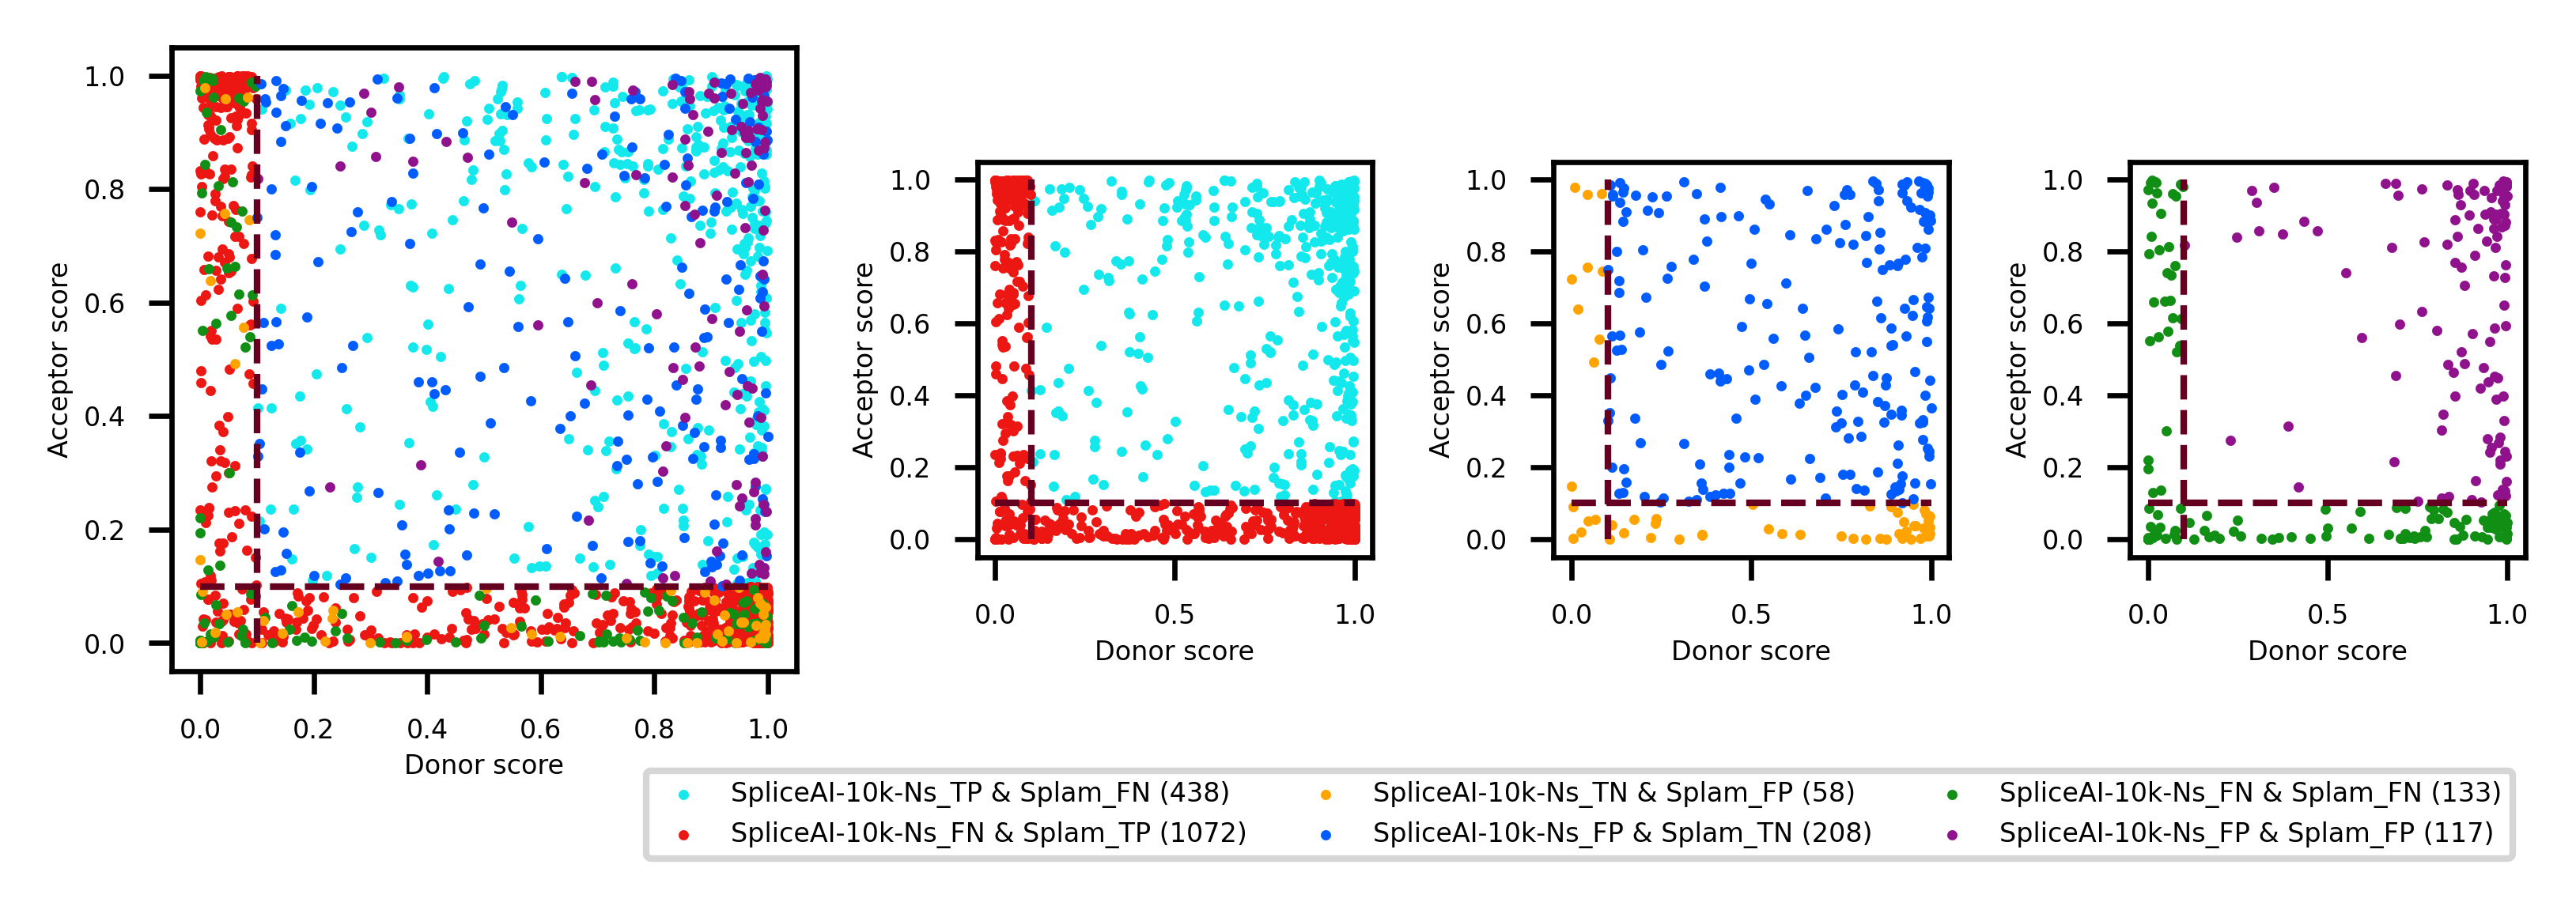 1.0
0.8
0.6
0.4
0.2
0.0
Acceptor score
0.0 0.2 0.4 0.6 0.8 1.0
Donor score
1.0
0.8
0.6
0.4
0.2
0.0
Acceptor score
0.0 0.5 1.0
Donor score
1.0
0.8
0.6
0.4
0.2
0.0
Acceptor score
0.0 0.5 1.0
Donor score
1.0
0.8
0.6
0.4
0.2
0.0
Acceptor score
0.0 0.5 1.0
Donor score
SpliceAI-10k-Ns_TP & Splam_FN (438)
SpliceAI-10k-Ns_FN & Splam_TP (1072)
SpliceAI-10k-Ns_TN & Splam_FP (58)
SpliceAI-10k-Ns_FP & Splam_TN (208)
SpliceAI-10k-Ns_FN & Splam_FN (133)
SpliceAI-10k-Ns_FP & Splam_FP (117)